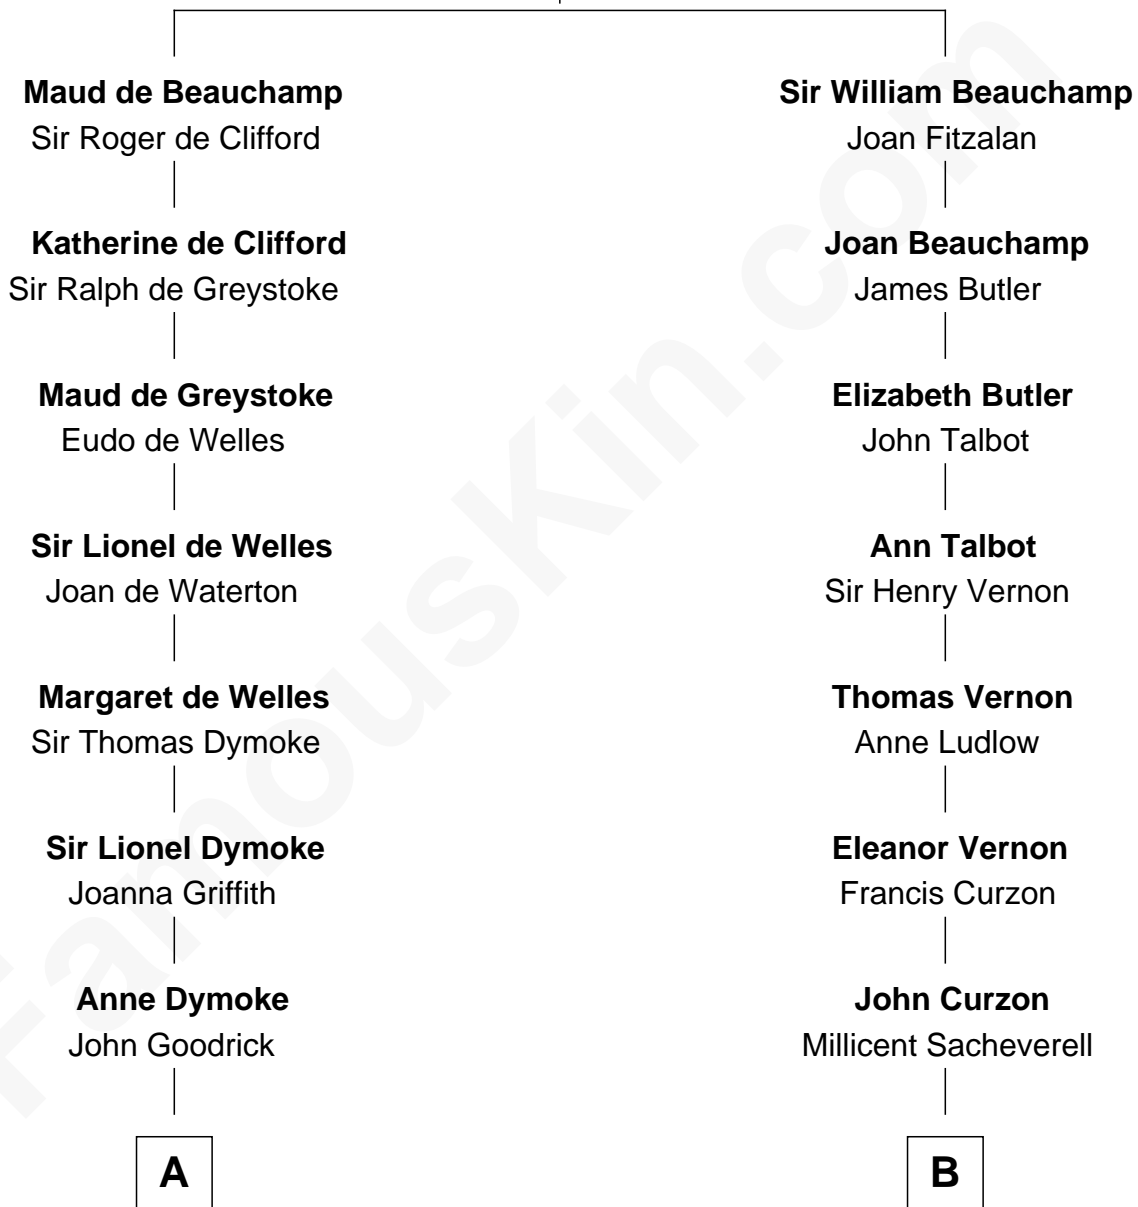 Maud de Beauchamp
Sir Roger de Clifford
Katherine de Clifford
Sir Ralph de Greystoke
Maud de Greystoke
Eudo de Welles
Sir Lionel de Welles
Joan de Waterton
Margaret de Welles
Sir Thomas Dymoke
Sir Lionel Dymoke
Joanna Griffith
Anne Dymoke
John Goodrick
A
Sir William Beauchamp
Joan Fitzalan
Joan Beauchamp
James Butler
Elizabeth Butler
John Talbot
Ann Talbot
Sir Henry Vernon
Thomas Vernon
Anne Ludlow
Eleanor Vernon
Francis Curzon
John Curzon
Millicent Sacheverell
B
FamousKin.com